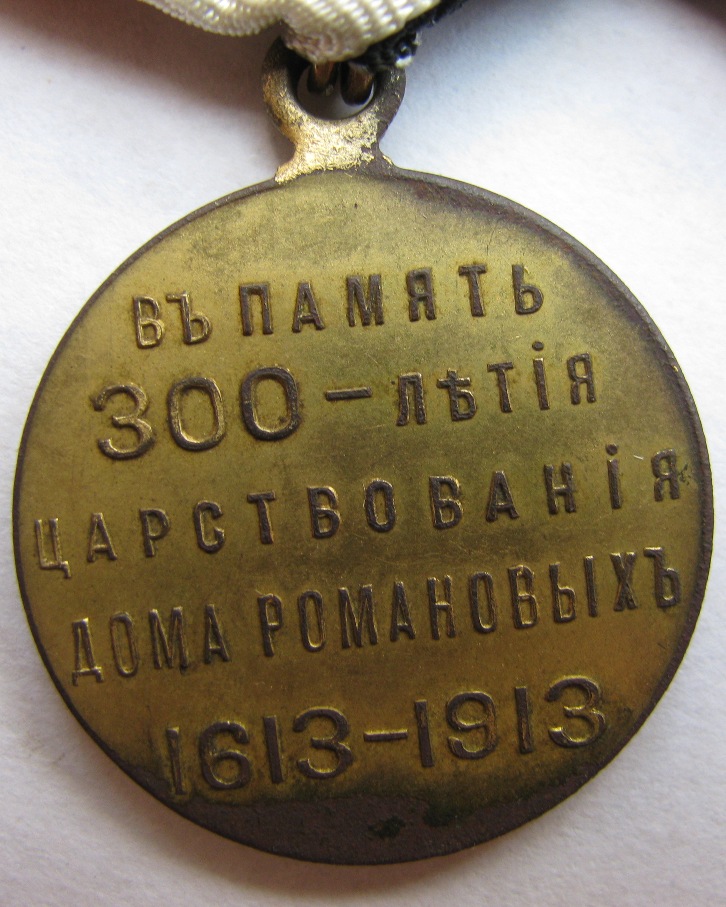 ВЪ ПАМЯТЬ
300-ЛѢТІЯ
ЦАРСТВОВАНІЯ
ДОМА РОМАНОВЫХЪ
1613-1913